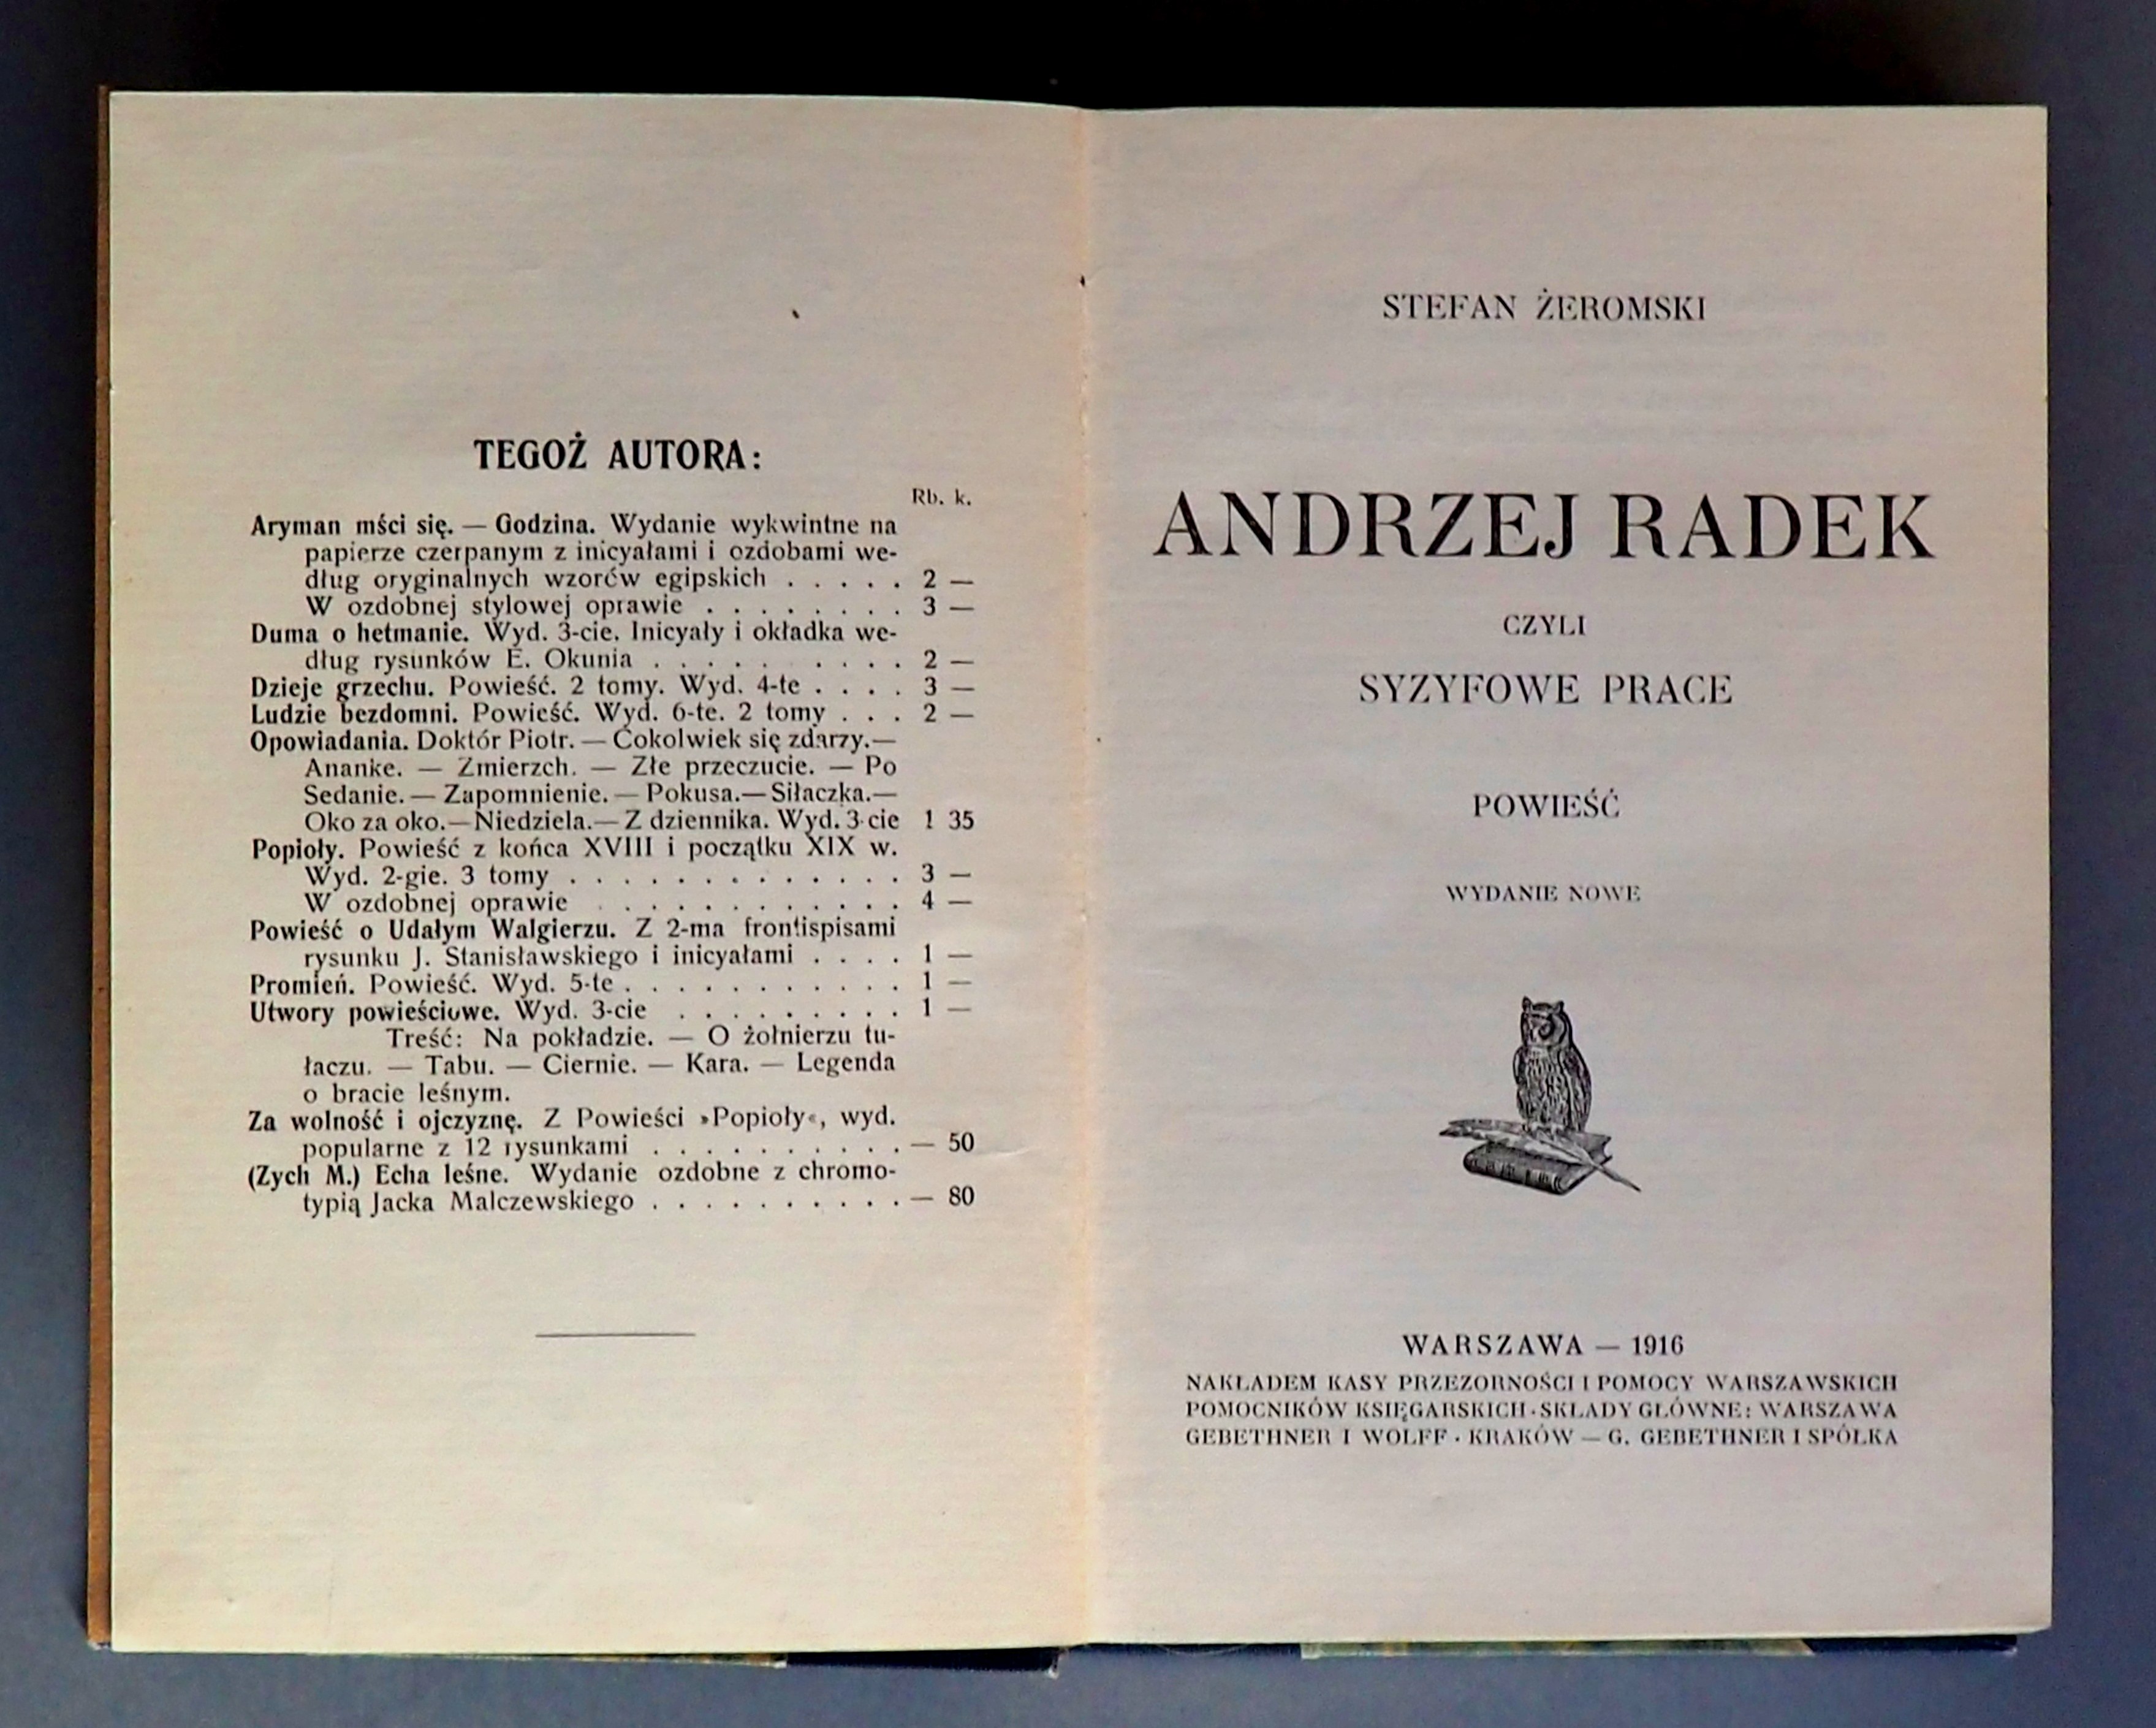 TEGOŻ AUTORA:
Rb. k.
Aryman mści się. — Godzina. Wydanie wykwintne na
papierze czerpanym z inicyałami i ozdobami we-
dług oryginalnych wzorów egipskich . . . . . 2 —
W ozdobnej stylowej oprawie . . . . . . . . 3 —
Duma o hetmanie. Wyd. 3-cie. Inicyały i okładka we-
dług rysunków E. Okunia . . . . . . . . . 2 —
Dzieje grzechu. Powieść. 2 tomy. Wyd. 4-te . . . . 3 —
Ludzie bezdomni. Powieść. Wyd. 6-te. 2 tomy . . . 2 —
Opowiadania. Doktór Piotr. — Cokolwiek się zdarzy.—
Ananke. — Zmierzch. — Złe przeczucie. — Po
Sedanie. — Zapomnienie. — Pokusa.— Siłaczka.—
Oko za oko.— Niedziela.— Z dziennika. Wyd. 3-cie 1 35
Popioły. Powieść z końca XVIII i początku XIX w.
Wyd. 2-gie. 3 tomy . . . . . . . . . . . . . 3 —
W ozdobnej oprawie . . . . . . . . . . . . 4 —
Powieść o Udałym Walgierzu. Z 2-ma frontispisami
rysunku J. Stanisławskiego i inicyałami . . . . 1 —
Promień. Powieść. Wyd. 5-te . . . . . . . . . . . 1 —
Utwory powieściowe. Wyd. 3-cie . . . . . . . . . 1 —
Treść: Na pokładzie. — O żołnierzu tu-
łaczu. — Tabu. — Ciernie. — Kara. — Legenda
o bracie leśnym.
Za wolność i ojczyznę. Z Powieści »Popioły«, wyd.
popularne z 12 rysunkami . . . . . . . . . . — 50
(Zych M.) Echa leśne. Wydanie ozdobne z chromo-
typią Jacka Malczewskiego . . . . . . . . . . — 80
STEFAN ŻEROMSKI
ANDRZEJ RADEK
CZYLI
SYZYFOWE PRACE
POWIEŚĆ
WYDANIE NOWE
WARSZAWA — 1916
NAKŁADEM KASY PRZEZORNOŚCI I POMOCY WARSZAWSKICH
POMOCNIKÓW KSIĘGARSKICH · SKŁADY GŁÓWNE: WARSZAWA
GEBETHNER I WOLFF · KRAKÓW — G. GEBETHNER I SPÓŁKA